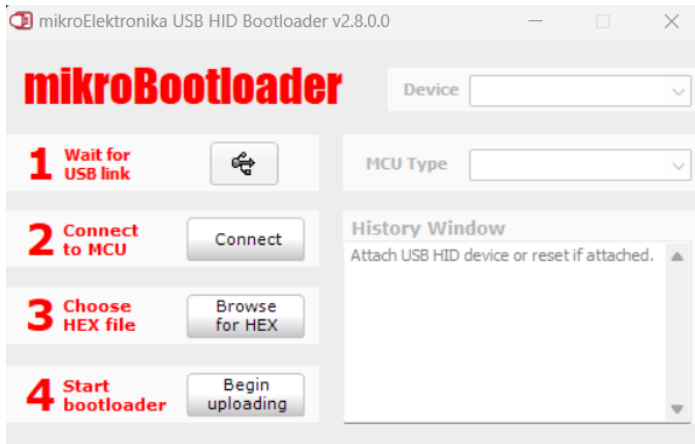 mikroElektronika USB HID Bootloader v2.8.0.0
mikroBootloader
Device
1 Wait for
USB link
MCU Type
2 Connect
to MCU
Connect
History Window
Attach USB HID device or reset if attached.
3 Choose
HEX file
Browse
for HEX
4 Start
bootloader
Begin
uploading